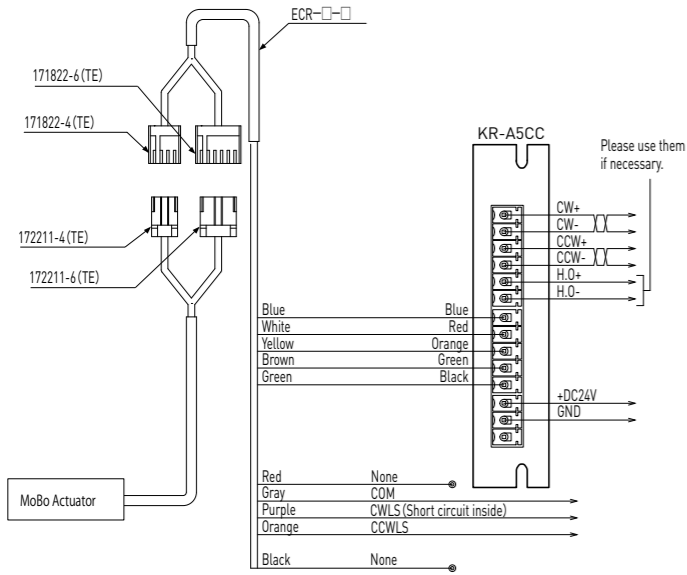 ECR-□-□
171822-6(TE)
171822-4(TE)
KR-A5CC
Please use them
if necessary.
172211-4(TE)
172211-6(TE)
CW+
CW-
CCW+
CCW-
H.O+
H.O-
Blue Blue
White Red
Yellow Orange
Brown Green
Green Black
+DC24V
GND
MoBo Actuator
Red None
Gray COM
Purple CWLS(Short circuit inside)
Orange CCWLS
Black None